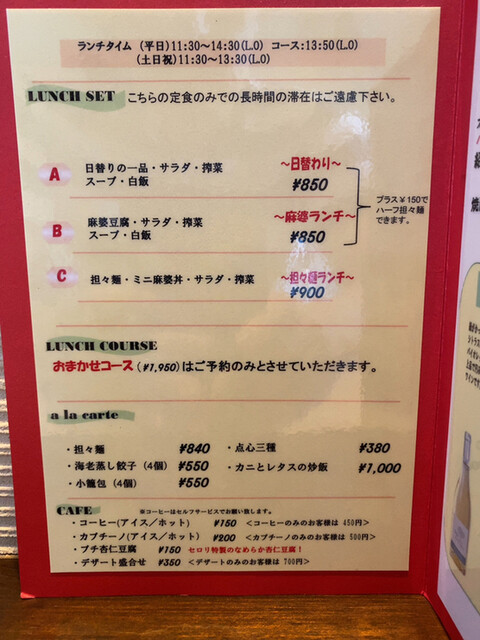 ランチタイム (平日)11:30～14:30(L.O) コース:13:50(L.O)
(土日祝)11:30～13:30(L.O)
LUNCH SET こちらの定食のみでの長時間の滞在はご遠慮下さい。
A 日替りの一品・サラダ・搾菜 ～日替わり～
スープ・白飯 ¥850
プラス¥150で
ハーフ担々麺
できます。
B 麻婆豆腐・サラダ・搾菜 ～麻婆ランチ～
スープ・白飯 ¥850
C 担々麺・ミニ麻婆丼・サラダ・搾菜 ～担々麺ランチ～
¥900
LUNCH COURSE
おまかせコース(¥1,950)はご予約のみとさせていただきます。
a la carte
・担々麺 ¥840 ・点心三種 ¥380
・海老蒸し餃子(4個) ¥550 ・カニとレタスの炒飯 ¥1,000
・小籠包(4個) ¥550
CAFE ※コーヒーはセルフサービスでお願い致します。
・コーヒー(アイス／ホット) ¥150 <コーヒーのみのお客様は 450円>
・カプチーノ(アイス／ホット) ¥200 <カプチーノのみのお客様は 500円>
・プチ杏仁豆腐 ¥150 セロリ特製のなめらか杏仁豆腐！
・デザート盛合せ ¥350 <デザートのみのお客様は 700円>